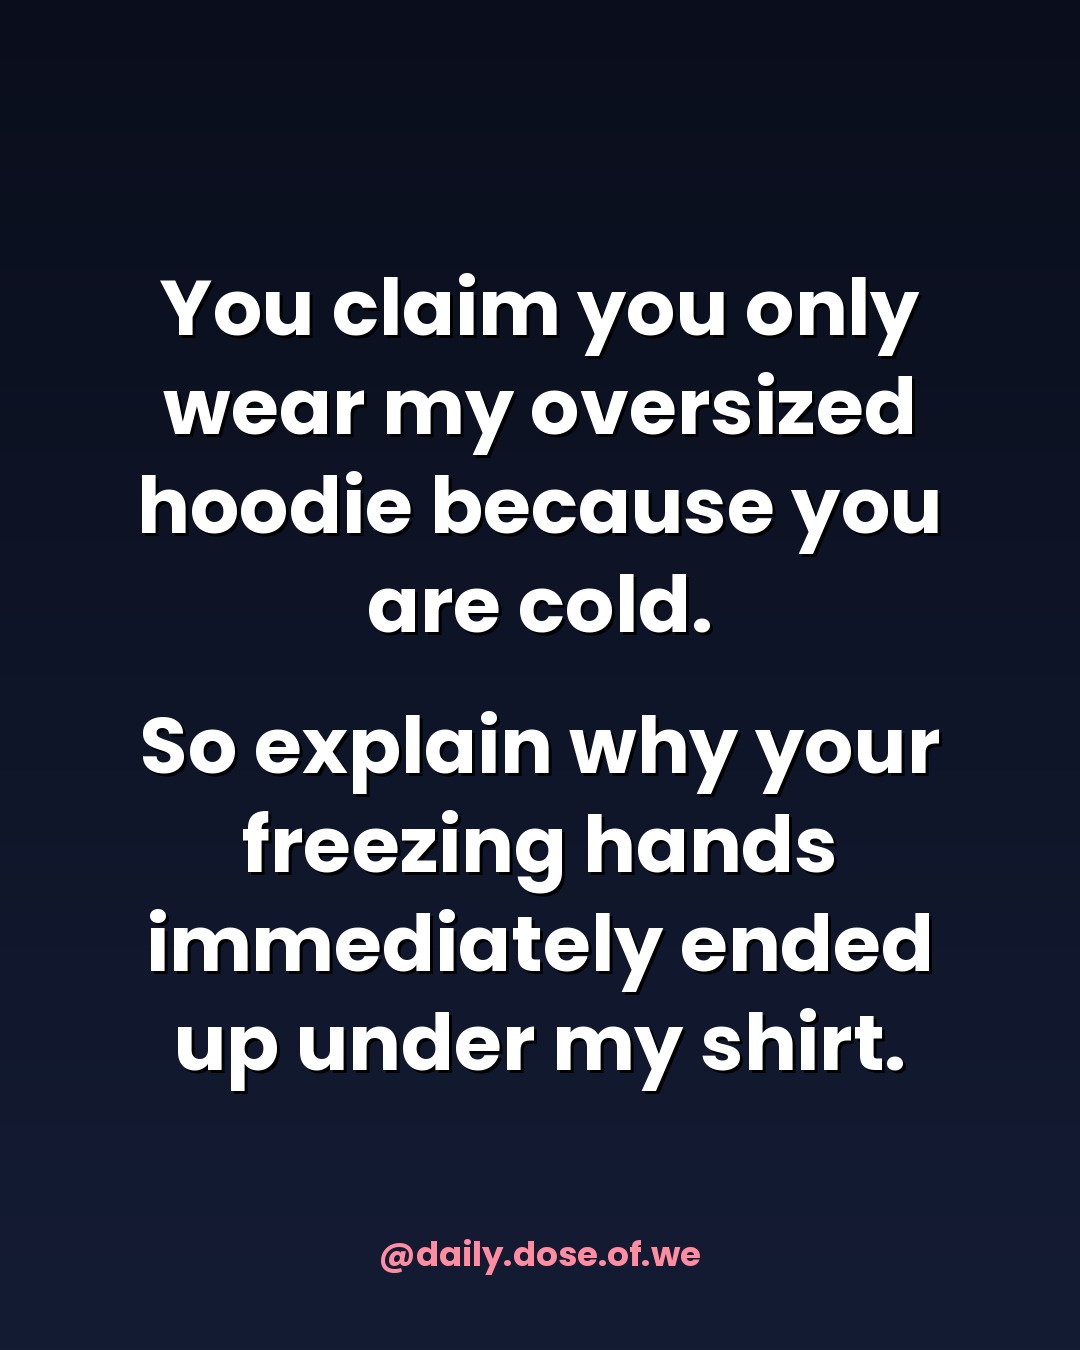 You claim you only
wear my oversized
hoodie because you
are cold.
So explain why your
freezing hands
immediately ended
up under my shirt.
@daily.dose.of.we